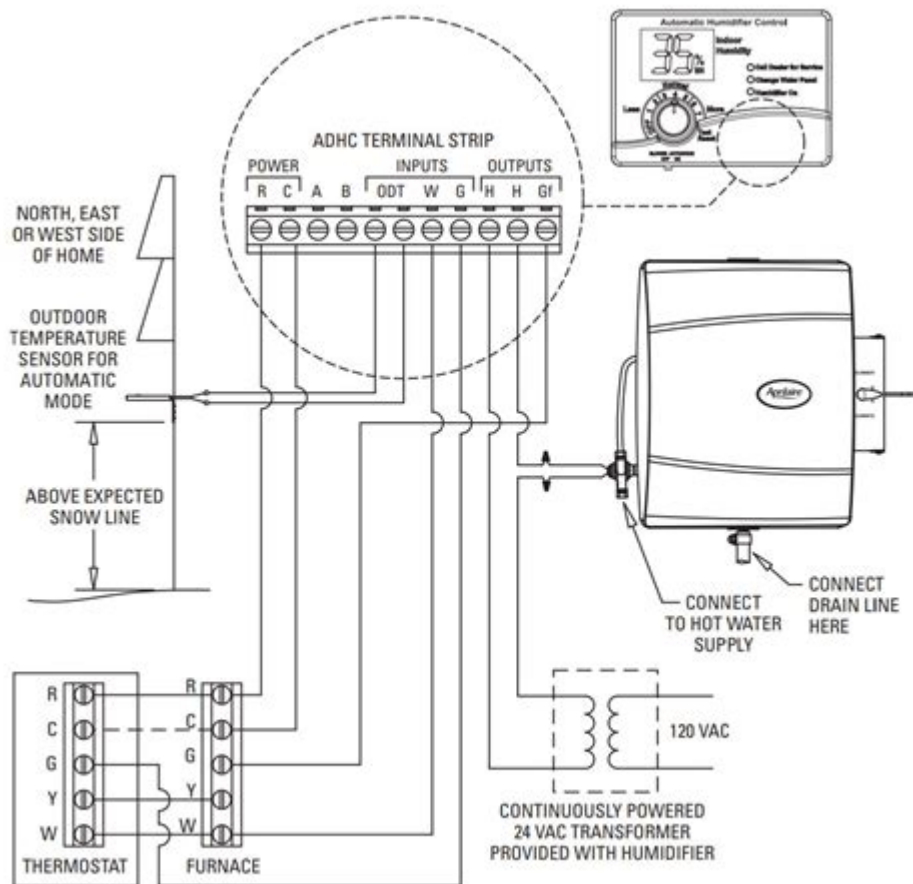 Automatic Humidifier Control
35 %
Indoor
Humidity
Call Dealer for Service
Change Water Panel
Humidifier On
Less
More
ADHC TERMINAL STRIP
POWER INPUTS OUTPUTS
R C A B ODT W G H H Gf
NORTH, EAST
OR WEST SIDE
OF HOME
OUTDOOR
TEMPERATURE
SENSOR FOR
AUTOMATIC
MODE
ABOVE EXPECTED
SNOW LINE
Aprilaire
CONNECT
TO HOT WATER
SUPPLY
CONNECT
DRAIN LINE
HERE
R R
C C
G G
Y Y
W W
THERMOSTAT FURNACE
120 VAC
CONTINUOUSLY POWERED
24 VAC TRANSFORMER
PROVIDED WITH HUMIDIFIER